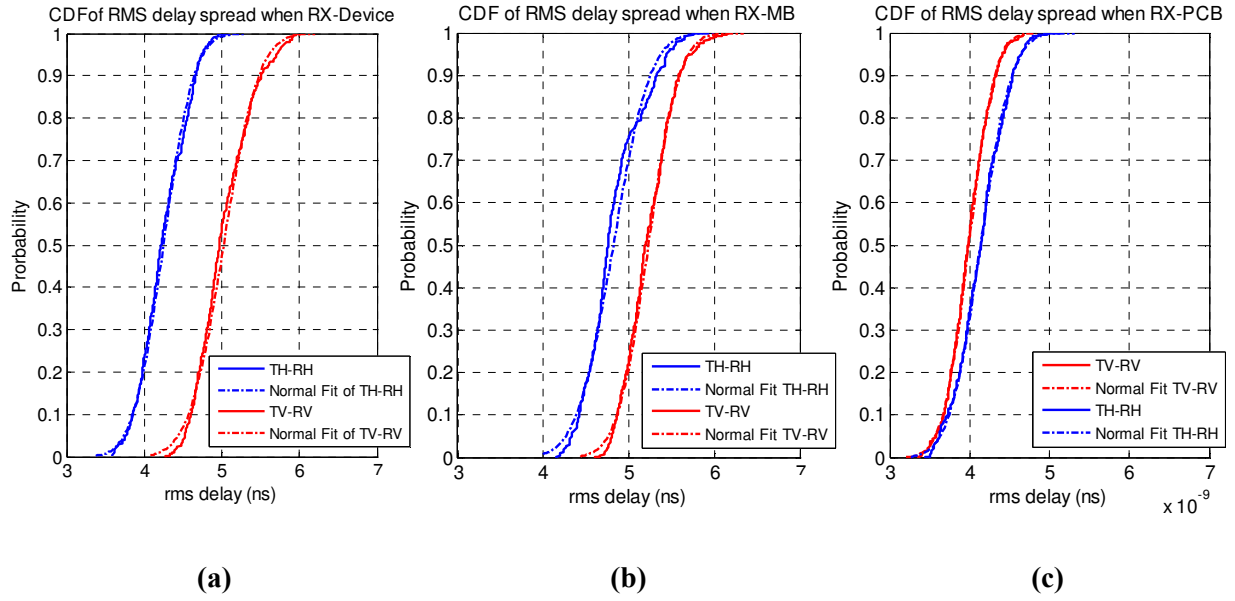 CDFof RMS delay spread when RX-Device
1
0.9
0.8
0.7
0.6
0.5
0.4
0.3
0.2
0.1
0
Prorbability
3 4 5 6 7
rms delay (ns)
TH-RH
Normal Fit of TH-RH
TV-RV
Normal Fit of TV-RV
(a)
CDF of RMS delay spread when RX-MB
1
0.9
0.8
0.7
0.6
0.5
0.4
0.3
0.2
0.1
0
Probability
3 4 5 6 7
rms delay (ns)
TH-RH
Normal Fit TH-RH
TV-RV
Normal Fit TV-RV
(b)
CDF of RMS delay spread when RX-PCB
1
0.9
0.8
0.7
0.6
0.5
0.4
0.3
0.2
0.1
0
Probability
3 4 5 6 7
x 10-9
rms delay (ns)
TV-RV
Normal Fit TV-RV
TH-RH
Normal Fit TH-RH
(c)